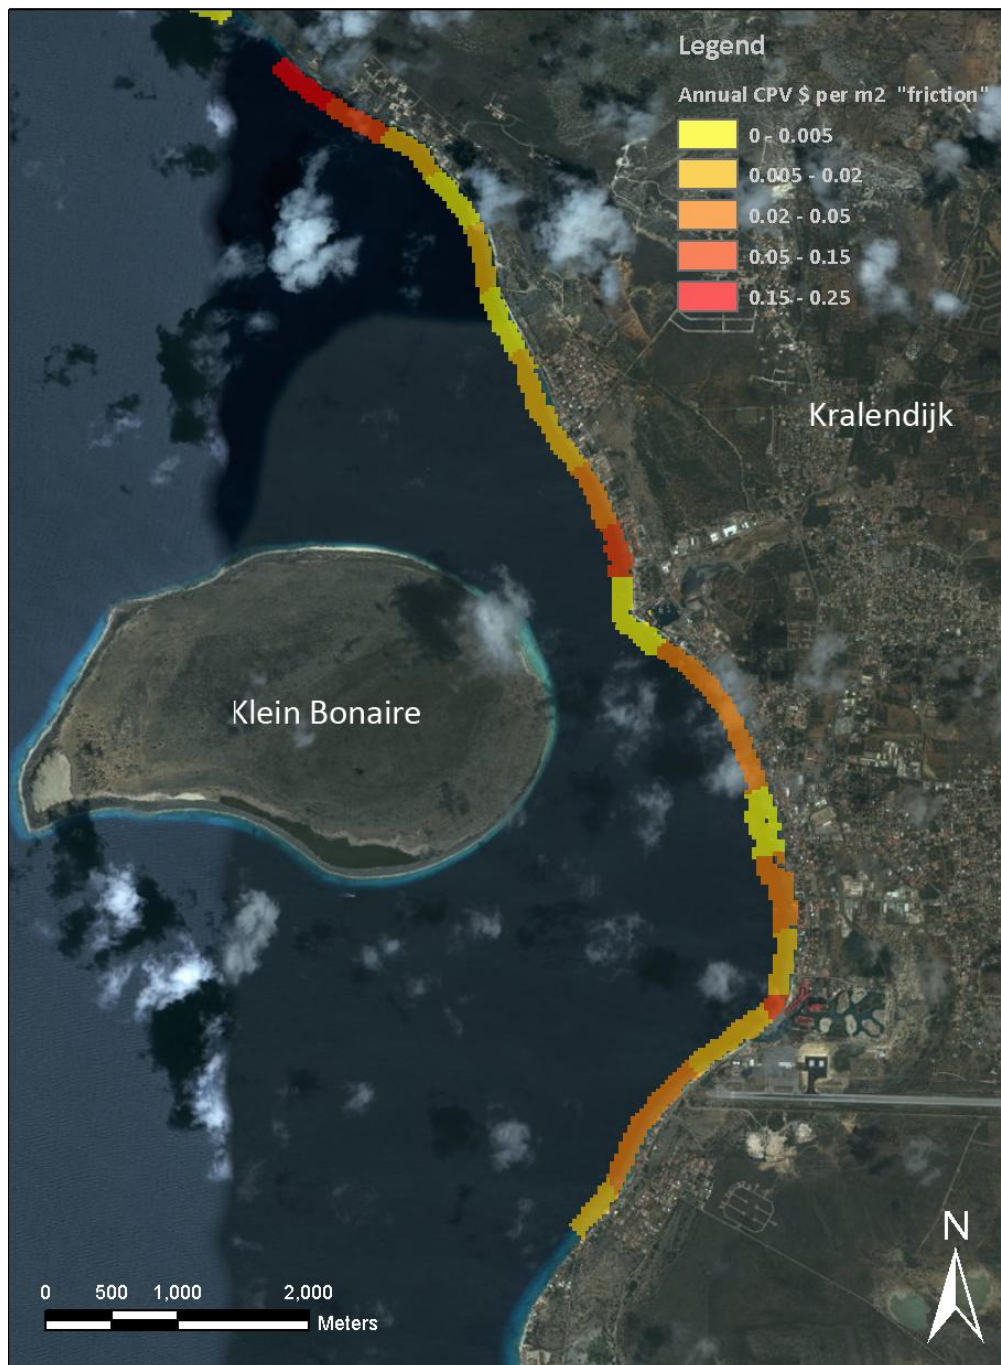 Legend
Annual CPV $ per m2 "friction"
0 - 0.005
0.005 - 0.02
0.02 - 0.05
0.05 - 0.15
0.15 - 0.25
Kralendijk
Klein Bonaire
N
0 500 1,000 2,000
Meters